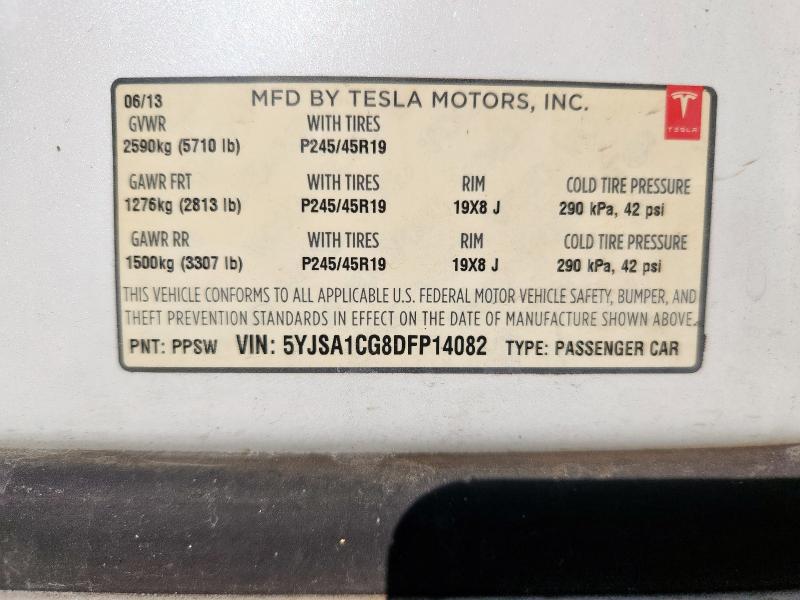 06/13 MFD BY TESLA MOTORS, INC.
TESLA
GVWR WITH TIRES
2590kg (5710 lb) P245/45R19
GAWR FRT WITH TIRES RIM COLD TIRE PRESSURE
1276kg (2813 lb) P245/45R19 19X8 J 290 kPa, 42 psi
GAWR RR WITH TIRES RIM COLD TIRE PRESSURE
1500kg (3307 lb) P245/45R19 19X8 J 290 kPa, 42 psi
THIS VEHICLE CONFORMS TO ALL APPLICABLE U.S. FEDERAL MOTOR VEHICLE SAFETY, BUMPER, AND
THEFT PREVENTION STANDARDS IN EFFECT ON THE DATE OF MANUFACTURE SHOWN ABOVE.
PNT: PPSW VIN: 5YJSA1CG8DFP14082 TYPE: PASSENGER CAR